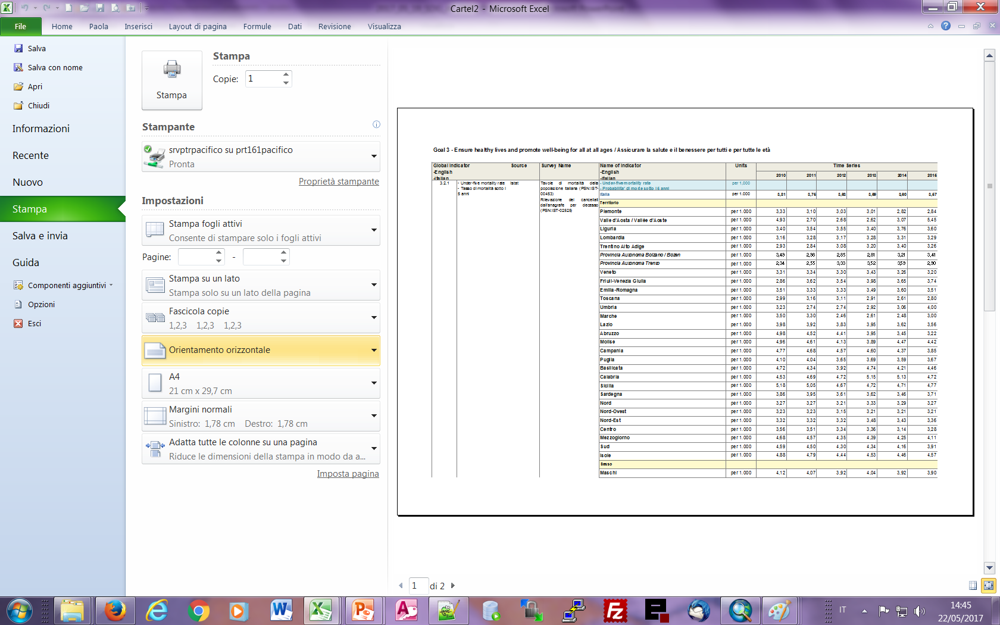 Cartel2 - Microsoft Excel
File Home Paola Inserisci Layout di pagina Formule Dati Revisione Visualizza
Salva
Salva con nome
Apri
Chiudi
Informazioni
Recente
Nuovo
Stampa
Salva e invia
Guida
Componenti aggiuntivi
Opzioni
Esci
Stampa
Stampa
Copie: 1
Stampante
srvptrpacifico su prt161pacifico
Pronta
Proprietà stampante
Impostazioni
Stampa fogli attivi
Consente di stampare solo i fogli attivi
Pagine: -
Stampa su un lato
Stampa solo su un lato della pagina
Fascicola copie
1,2,3 1,2,3 1,2,3
Orientamento orizzontale
A4
21 cm x 29,7 cm
Margini normali
Sinistro: 1,78 cm Destro: 1,78 cm
Adatta tutte le colonne su una pagina
Riduce le dimensioni della stampa in modo da a...
Imposta pagina
Goal 3 - Ensure healthy lives and promote well-being for all at all ages / Assicurare la salute e il benessere per tutti e per tutte le età
Global Indicator Source Survey Name Name of Indicator Units Time Series
-English -English
-Italian -Italian 2010 2011 2012 2013 2014 2015
3.2.1 - Under-five mortality rate Istat
- Tasso di mortalità sotto i
5 anni
Tavole di mortalità della
popolazione italiana (PSN:IST-
00453)
Rilevazione dei cancellati
dall'anagrafe per decesso
(PSN:IST-02525)
- Under-five mortality rate per 1,000
- Probabilita' di morte sotto i 5 anni
Italia per 1.000 3,81 3,75 3,68 3,69 3,60 3,57
Territorio
Piemonte per 1.000 3,33 3,10 3,03 3,01 2,82 2,84
Valle d'Aosta / Vallée d'Aoste per 1.000 4,93 2,70 2,68 2,62 3,07 5,45
Liguria per 1.000 3,40 3,54 3,55 3,40 3,76 3,60
Lombardia per 1.000 3,16 3,28 3,17 3,28 3,31 3,29
Trentino Alto Adige per 1.000 2,93 2,84 3,08 3,20 3,40 3,26
Provincia Autonoma Bolzano / Bozen per 1.000 3,49 2,98 2,85 2,81 3,21 3,41
Provincia Autonoma Trento per 1.000 2,34 2,55 3,33 3,52 3,59 2,90
Veneto per 1.000 3,31 3,34 3,30 3,43 3,26 3,20
Friuli-Venezia Giulia per 1.000 2,86 3,62 3,54 3,98 3,65 3,74
Emilia-Romagna per 1.000 3,51 3,33 3,33 3,49 3,60 3,51
Toscana per 1.000 2,99 3,16 3,11 2,91 2,61 2,80
Umbria per 1.000 3,23 2,74 2,74 2,92 3,06 4,00
Marche per 1.000 3,50 3,30 2,46 2,61 2,48 3,00
Lazio per 1.000 3,98 3,92 3,83 3,95 3,62 3,56
Abruzzo per 1.000 4,98 4,52 4,41 3,95 3,45 3,22
Molise per 1.000 4,96 4,61 4,13 3,89 4,47 4,42
Campania per 1.000 4,77 4,68 4,57 4,60 4,37 3,85
Puglia per 1.000 4,10 4,04 3,65 3,69 3,59 3,67
Basilicata per 1.000 4,72 4,34 3,92 4,74 4,21 4,46
Calabria per 1.000 4,53 4,69 4,72 5,15 5,13 4,72
Sicilia per 1.000 5,18 5,05 4,67 4,72 4,71 4,77
Sardegna per 1.000 3,86 3,95 3,61 3,62 3,46 3,71
Nord per 1.000 3,27 3,27 3,21 3,33 3,29 3,27
Nord-Ovest per 1.000 3,23 3,23 3,15 3,21 3,21 3,21
Nord-Est per 1.000 3,32 3,32 3,32 3,48 3,43 3,36
Centro per 1.000 3,56 3,51 3,34 3,36 3,14 3,28
Mezzogiorno per 1.000 4,68 4,57 4,35 4,39 4,25 4,11
Sud per 1.000 4,59 4,50 4,30 4,34 4,16 3,91
Isole per 1.000 4,88 4,79 4,44 4,53 4,46 4,57
Sesso
Maschi per 1.000 4,12 4,07 3,92 4,04 3,92 3,90
1 di 2
IT
14:45
22/05/2017